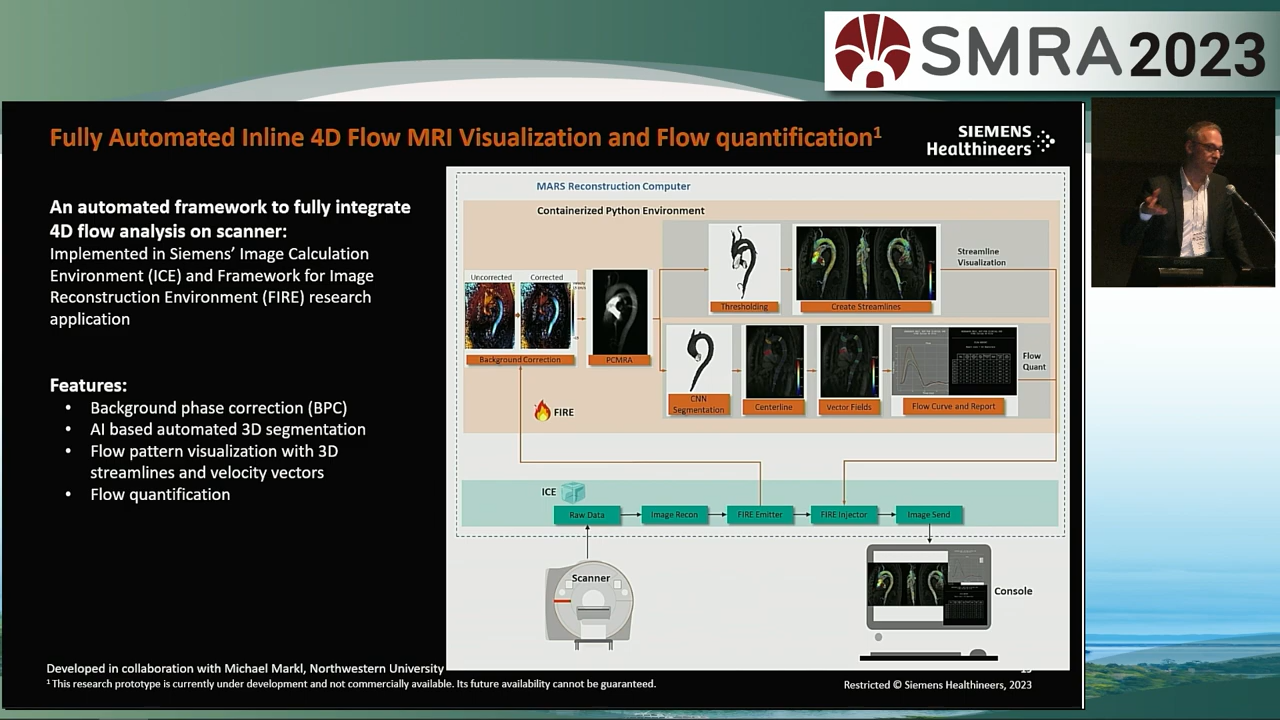 SMRA 2023
Fully Automated Inline 4D Flow MRI Visualization and Flow quantification¹
SIEMENS
Healthineers
An automated framework to fully integrate
4D flow analysis on scanner:
Implemented in Siemens' Image Calculation
Environment (ICE) and Framework for Image
Reconstruction Environment (FIRE) research
application
Features:
• Background phase correction (BPC)
• AI based automated 3D segmentation
• Flow pattern visualization with 3D
streamlines and velocity vectors
• Flow quantification
MARS Reconstruction Computer
Containerized Python Environment
Uncorrected
Corrected
Background Correction
PCMRA
Thresholding
Create Streamlines
Streamline
Visualization
CNN
Segmentation
Centerline
Vector Fields
Flow Curve and Report
Flow
Quant
FIRE
ICE
Raw Data
Image Recon
FIRE Emitter
FIRE Injector
Image Send
Scanner
Console
Developed in collaboration with Michael Markl, Northwestern University
¹ This research prototype is currently under development and not commercially available. Its future availability cannot be guaranteed.
Restricted © Siemens Healthineers, 2023